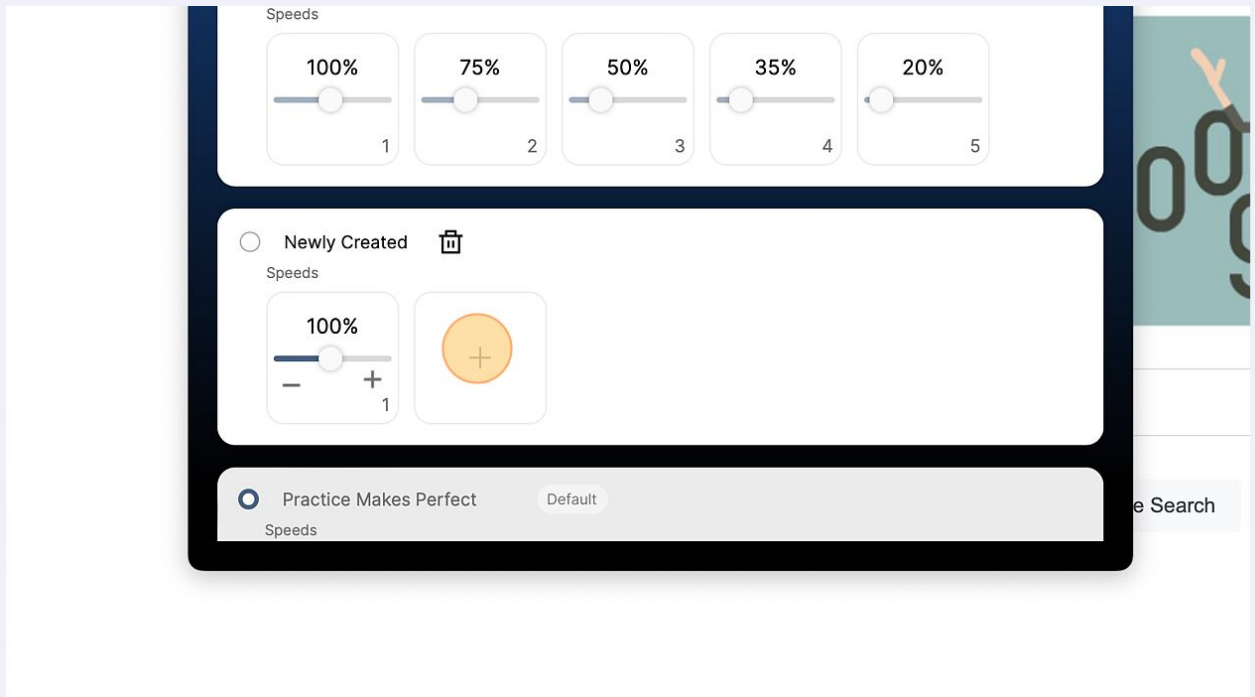 Speeds
100% 75% 50% 35% 20%
1 2 3 4 5
Newly Created
Speeds
100%
− +
1
+
Practice Makes Perfect Default
Speeds
e Search